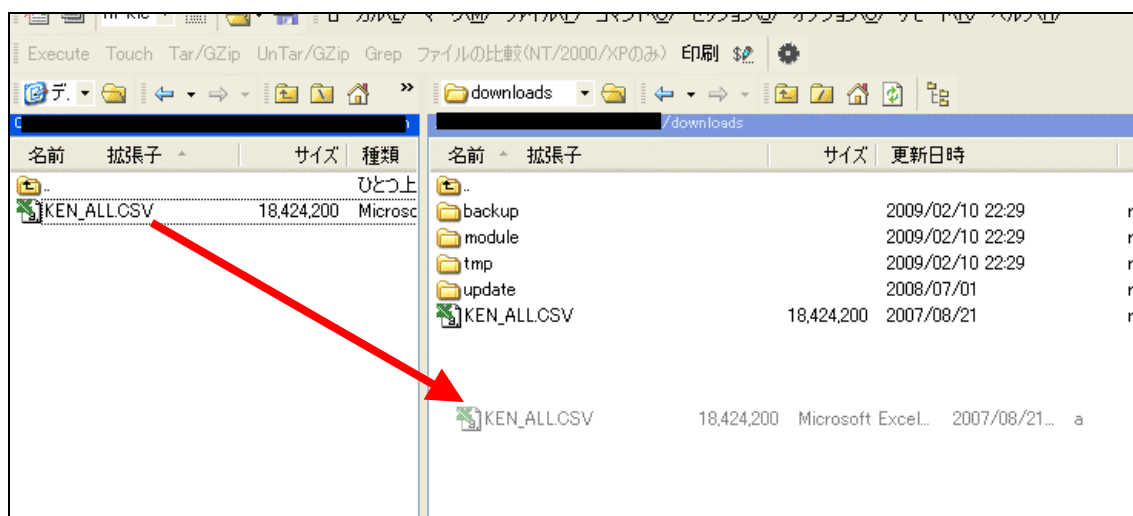 Execute Touch Tar/GZip UnTar/GZip Grep ファイルの比較(NT/2000/XPのみ) 印刷
デ.
downloads
/downloads
名前 拡張子 サイズ 種類
名前 拡張子 サイズ 更新日時
.. ひとつ上
KEN_ALL.CSV 18,424,200 Microsc
..
backup 2009/02/10 22:29
module 2009/02/10 22:29
tmp 2009/02/10 22:29
update 2008/07/01
KEN_ALL.CSV 18,424,200 2007/08/21
KEN_ALL.CSV 18,424,200 Microsoft Excel... 2007/08/21... a